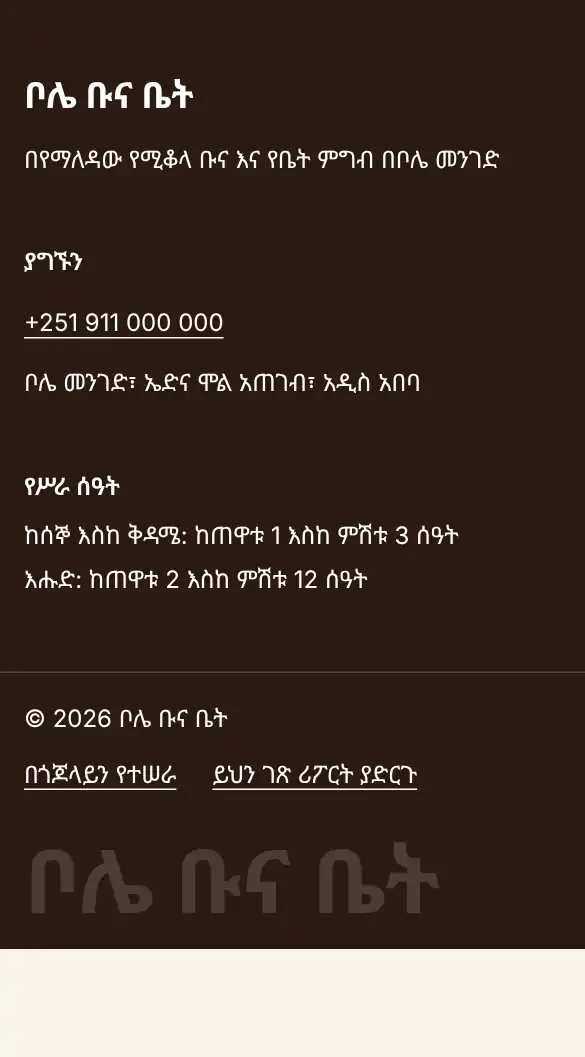 ቦሌ ቡና ቤት
በየማለዳው የሚቆላ ቡና እና የቤት ምግብ በቦሌ መንገድ
ያግኙን
+251 911 000 000
ቦሌ መንገድ፣ ኤድና ሞል አጠገብ፣ አዲስ አበባ
የሥራ ሰዓት
ከሰኞ እስከ ቅዳሜ: ከጠዋቱ 1 እስከ ምሽቱ 3 ሰዓት
እሑድ: ከጠዋቱ 2 እስከ ምሽቱ 12 ሰዓት
© 2026 ቦሌ ቡና ቤት
በጎጆላይን የተሠራ ይህን ገጽ ሪፖርት ያድርጉ
ቦሌ ቡና ቤት